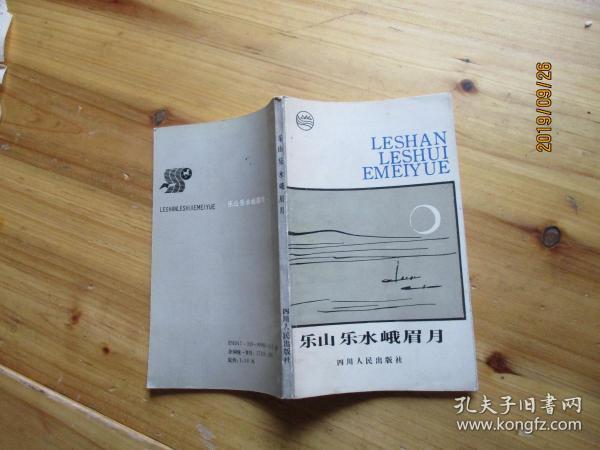 2019/09/26
LESHAN
LESHUI
EMEIYUE
乐山乐水峨眉月
四川人民出版社
乐山乐水峨眉月
四川人民出版社
LESHANLESHUIEMEIYUE
乐山乐水峨眉月
孔夫子旧书网
www.kongfz.com